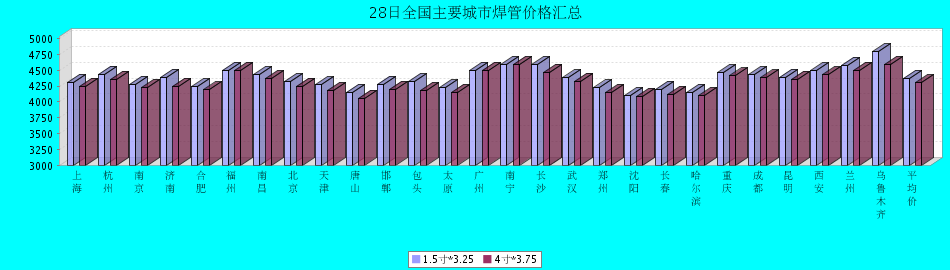 28日全国主要城市焊管价格汇总
5000
4750
4500
4250
4000
3750
3500
3250
3000
上海
杭州
南京
济南
合肥
福州
南昌
北京
天津
唐山
邯郸
包头
太原
广州
南宁
长沙
武汉
郑州
沈阳
长春
哈尔滨
重庆
成都
昆明
西安
兰州
乌鲁木齐
平均价
1.5寸*3.25
4寸*3.75